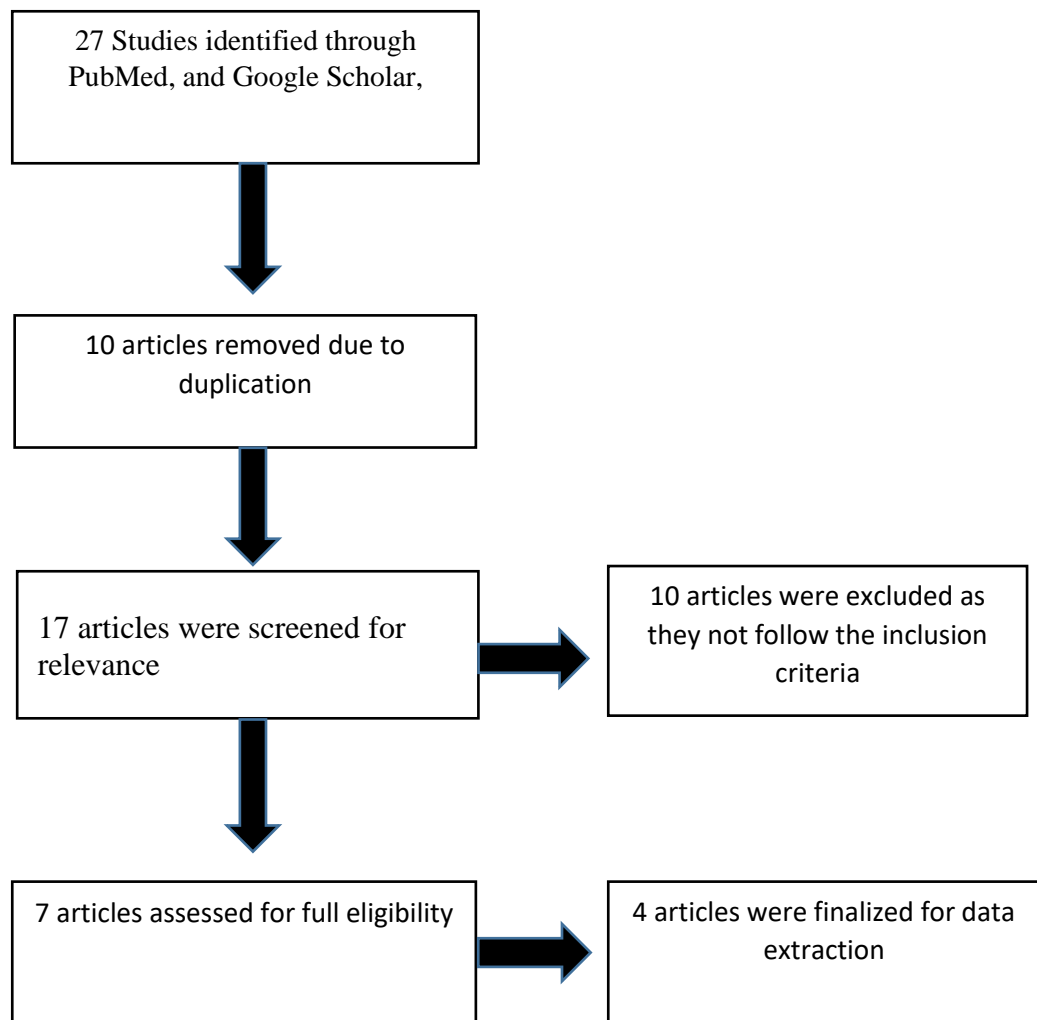 27 Studies identified through
PubMed, and Google Scholar,
10 articles removed due to
duplication
17 articles were screened for
relevance
10 articles were excluded as
they not follow the inclusion
criteria
7 articles assessed for full eligibility
4 articles were finalized for data
extraction